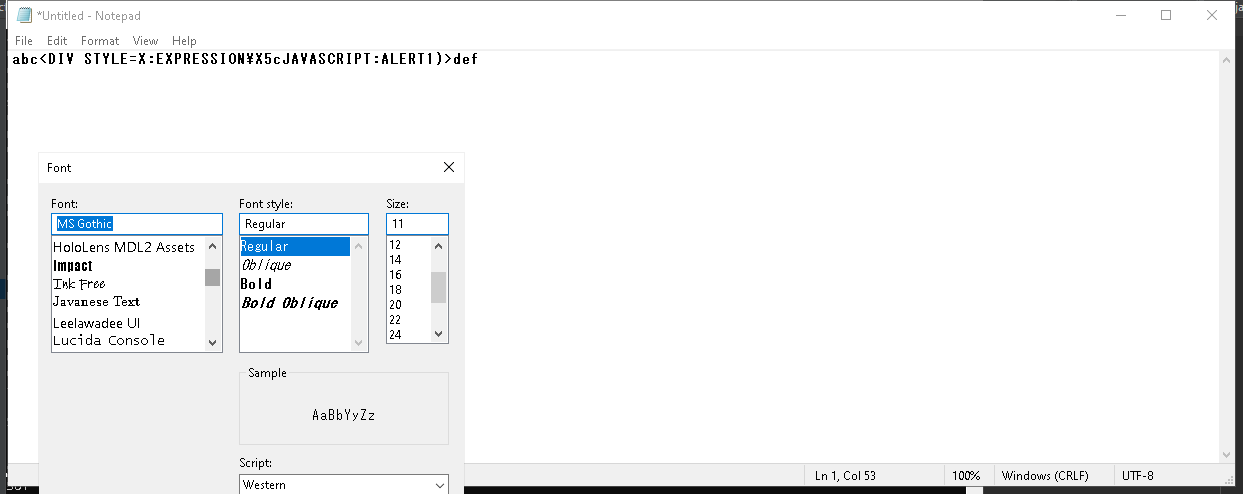 *Untitled - Notepad
File Edit Format View Help
abc<DIV STYLE=X:EXPRESSION¥X5cJAVASCRIPT:ALERT1)>def
Font
Font: Font style: Size:
MS Gothic Regular 11
HoloLens MDL2 Assets
Impact
Ink Free
Javanese Text
Leelawadee UI
Lucida Console
Regular
Oblique
Bold
Bold Oblique
12
14
16
18
20
22
24
Sample
AaBbYyZz
Script:
Western
Ln 1, Col 53 100% Windows (CRLF) UTF-8